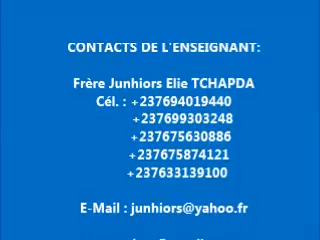 CONTACTS DE L'ENSEIGNANT:
Frère Junhiors Elie TCHAPDA
Cél. : +237694019440
+237699303248
+237675630886
+237675874121
+237633139100
E-Mail : junhiors@yahoo.fr